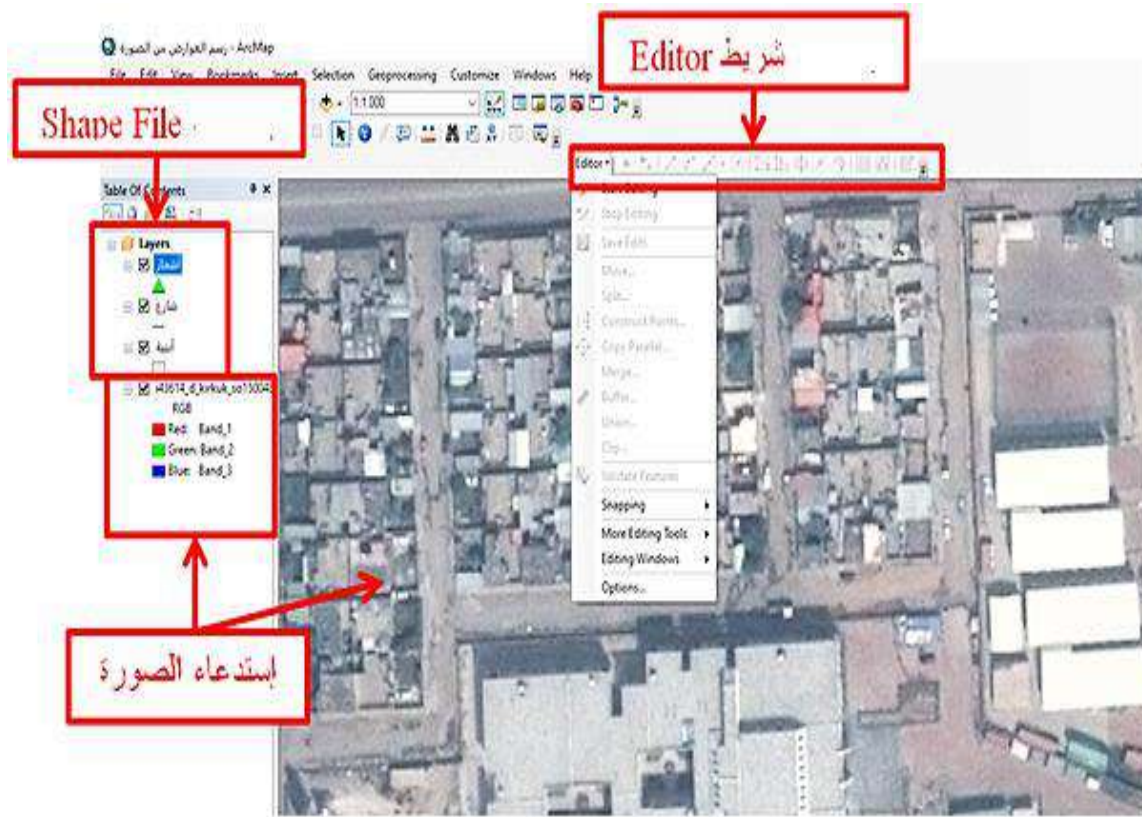 رسم العوارض من الصورة - ArcMap
File Edit View Bookmarks Insert Selection Geoprocessing Customize Windows Help
شريط Editor
1:1 000
Shape File
Editor
Table Of Contents
Start Editing
Stop Editing
Save Edits
Move...
Split...
Construct Points...
Copy Parallel...
Merge...
Buffer...
Union...
Clip...
Validate Features
Snapping
More Editing Tools
Editing Windows
Options...
Layers
اشجار
شارع
أبنية
RGB
Red: Band_1
Green: Band_2
Blue: Band_3
إستدعاء الصورة